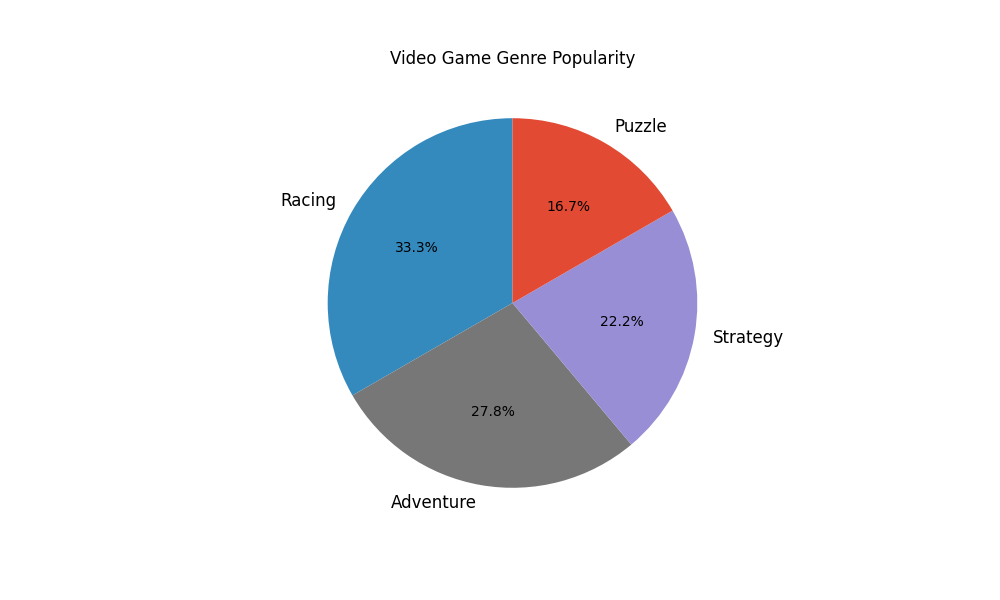 Video Game Genre Popularity
Puzzle
Racing
16.7%
33.3%
22.2%
Strategy
27.8%
Adventure